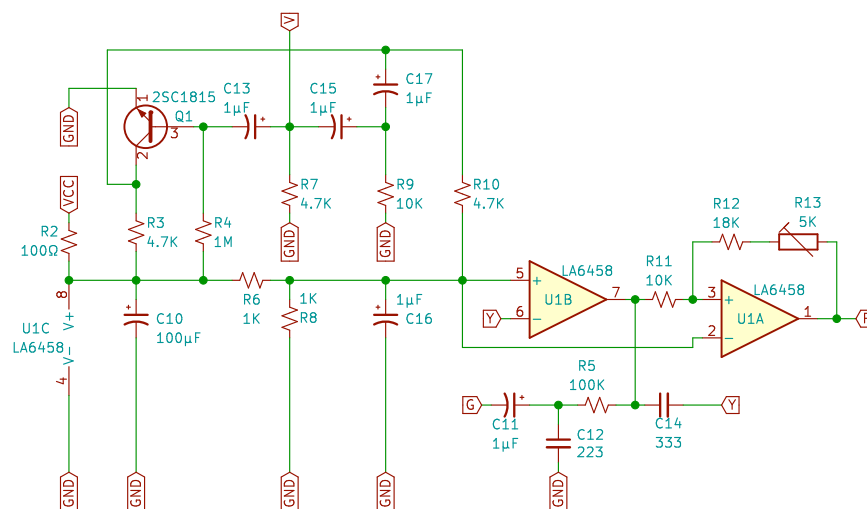 V
2SC1815
Q1
1
3
2
GND
C13
1µF
C15
1µF
C17
1µF
VCC
R2
100Ω
R3
4.7K
R4
1M
R7
4.7K
GND
R9
10K
GND
R10
4.7K
R12
18K
R13
5K
R11
10K
5
6
7
+
−
LA6458
U1B
Y
3
2
1
+
−
LA6458
U1A
8
V+
U1C
LA6458
V-
4
C10
100µF
R6
1K
1K
R8
1µF
C16
R5
100K
G
C11
1µF
C12
223
C14
333
Y
GND
GND
GND
GND
GND